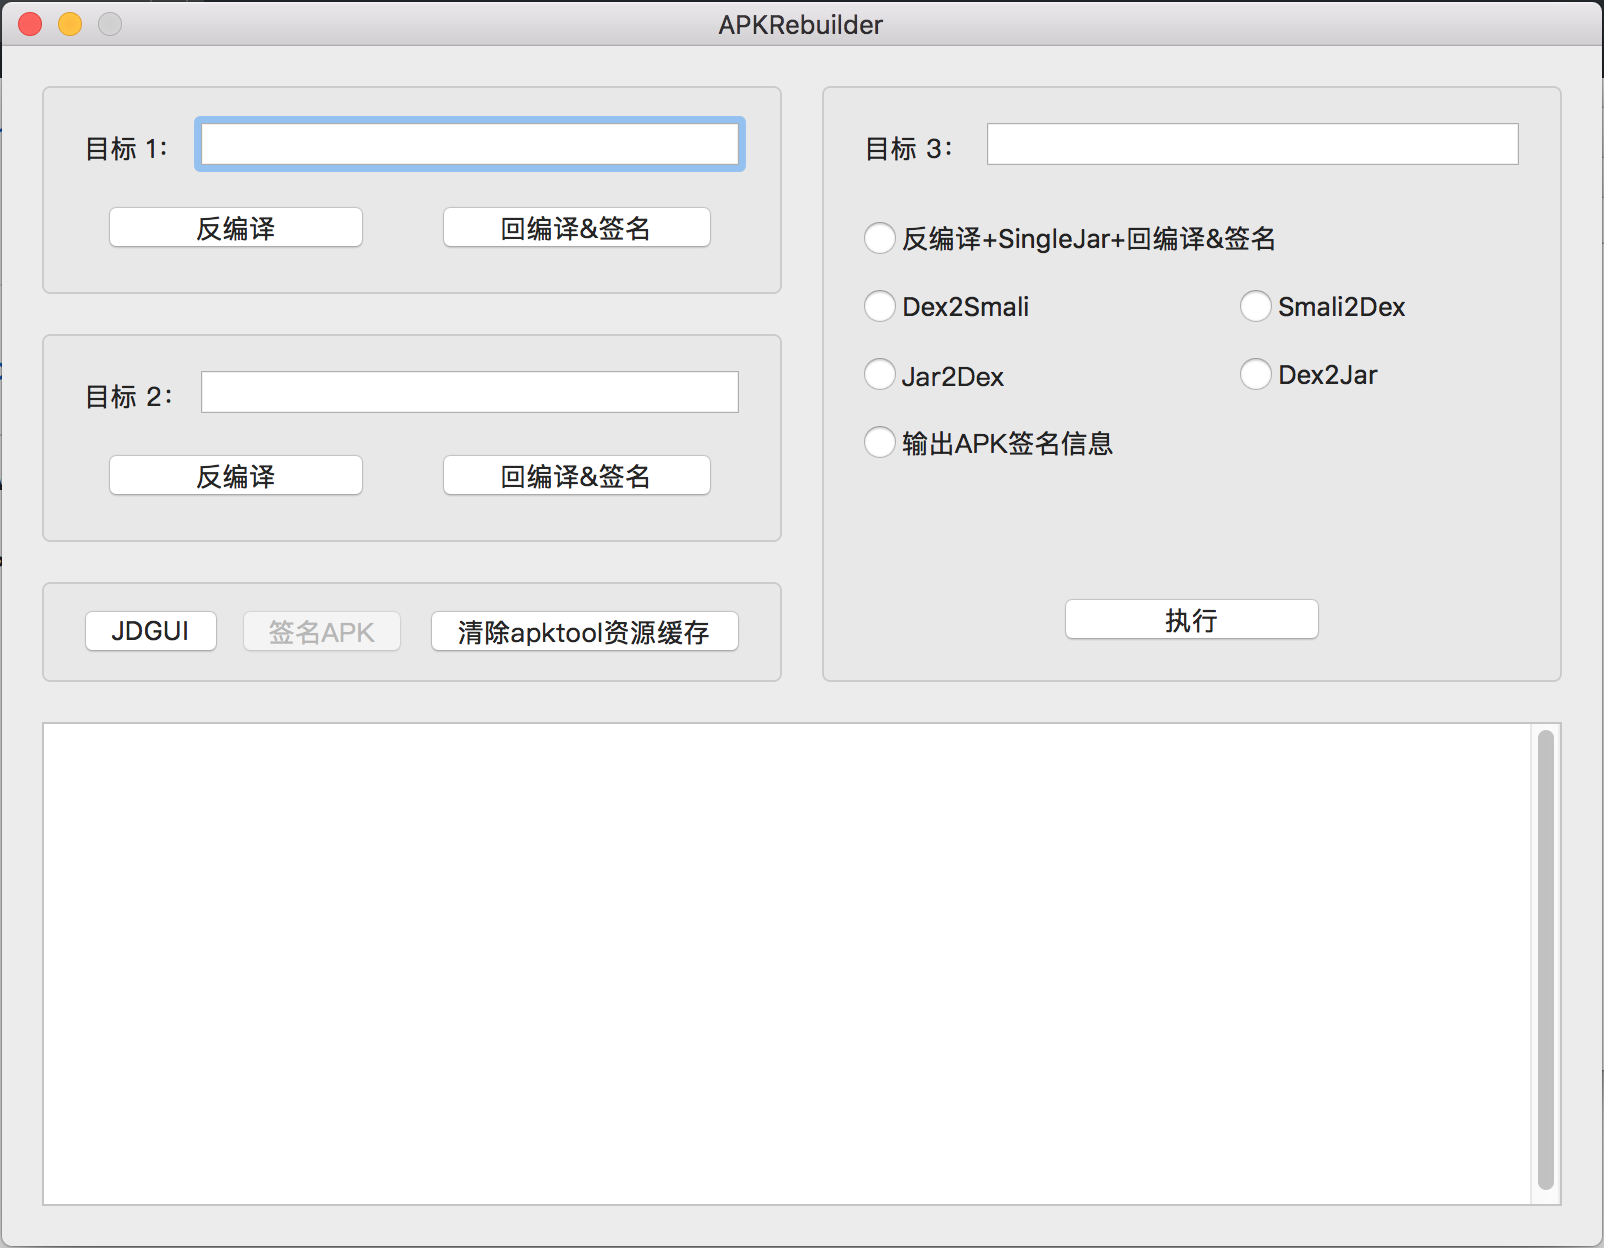 APKRebuilder
目标 1:
反编译
回编译&签名
目标 2:
反编译
回编译&签名
JDGUI
签名APK
清除apktool资源缓存
目标 3:
反编译+SingleJar+回编译&签名
Dex2Smali
Smali2Dex
Jar2Dex
Dex2Jar
输出APK签名信息
执行